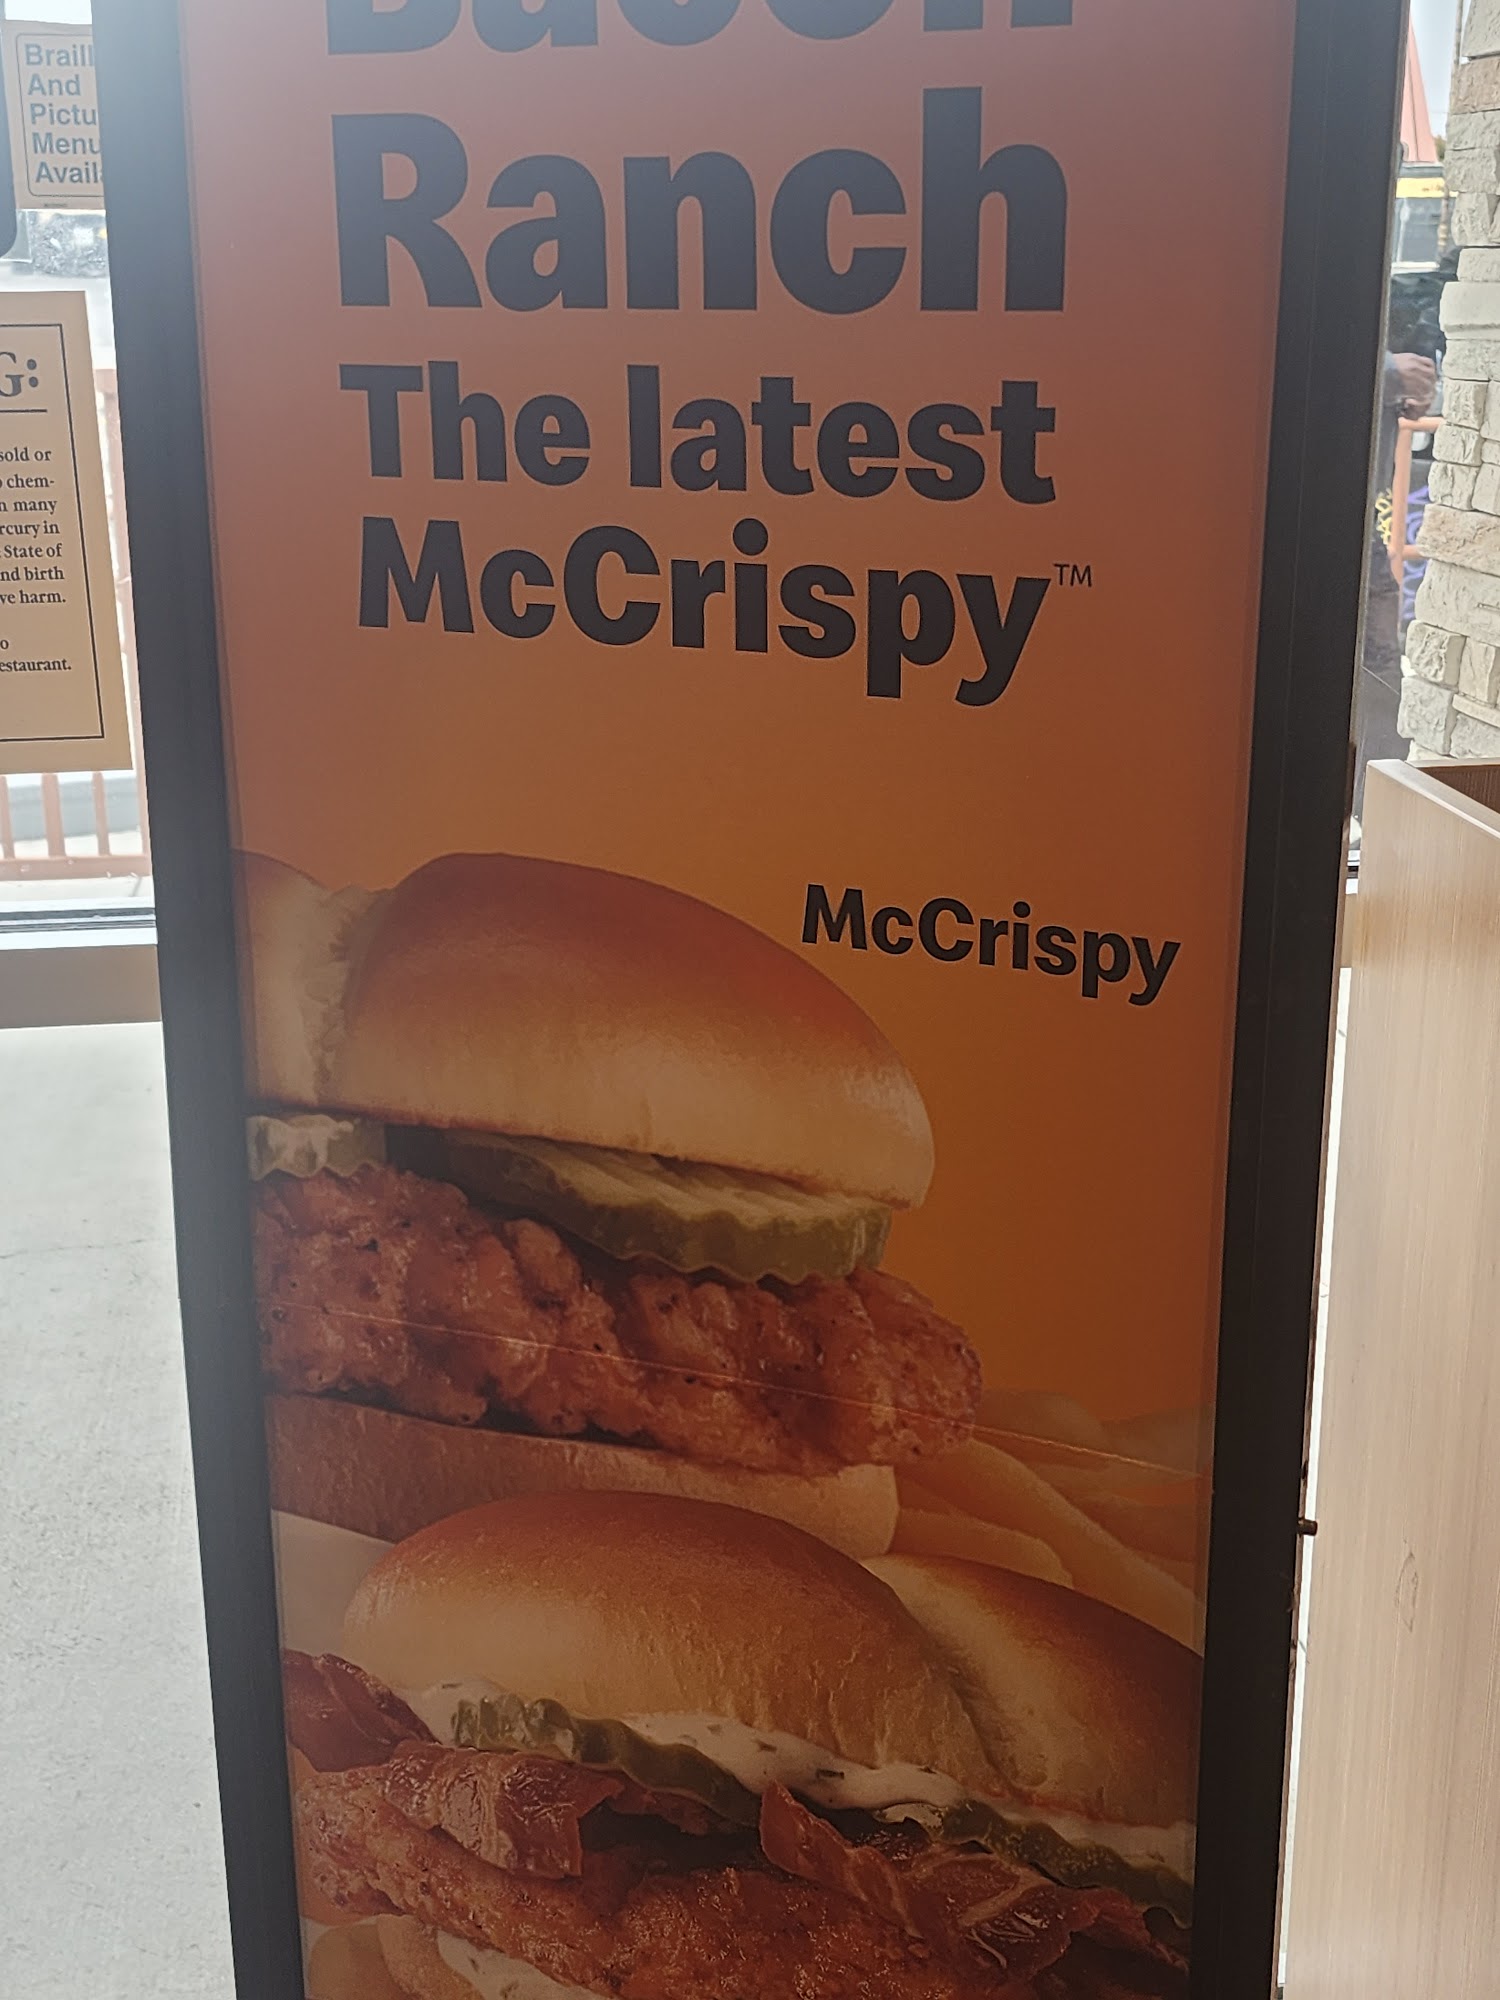 Braill
And
Pictu
Menu
Avail
G:
sold or
chem-
n many
rcury in
State of
nd birth
ve harm.
o
estaurant.
Bacon
Ranch
The latest
McCrispy™
McCrispy